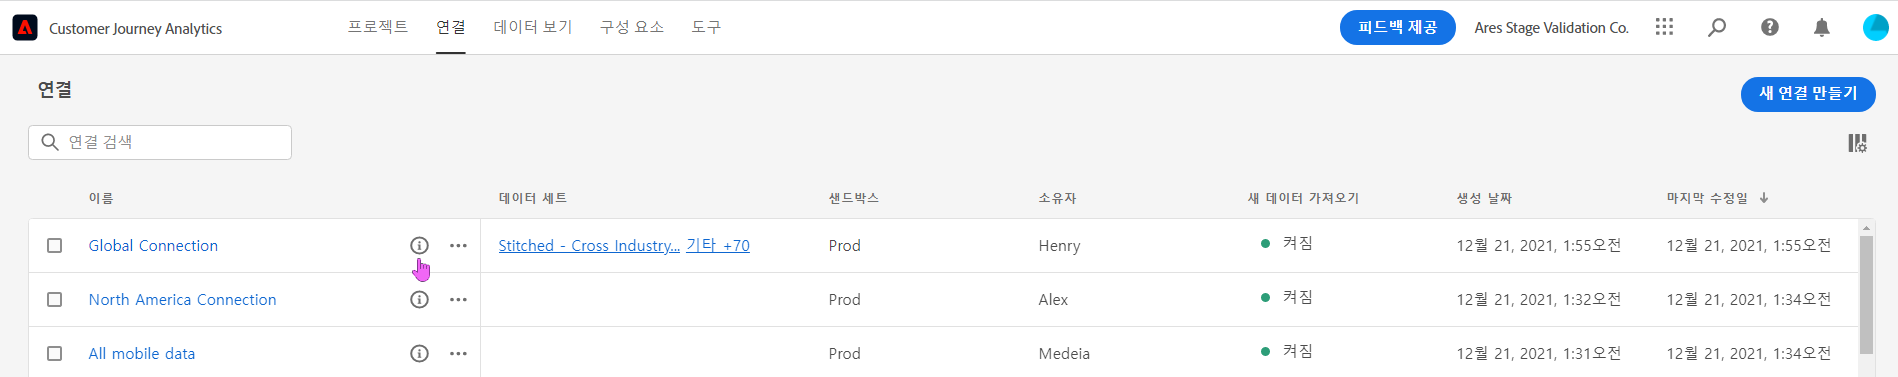 Customer Journey Analytics 프로젝트 연결 데이터 보기 구성 요소 도구 피드백 제공 Ares Stage Validation Co.
연결
새 연결 만들기
연결 검색
이름 데이터 세트 샌드박스 소유자 새 데이터 가져오기 생성 날짜 마지막 수정일
Global Connection Stitched - Cross Industry... 기타 +70 Prod Henry 켜짐 12월 21, 2021, 1:55오전 12월 21, 2021, 1:55오전
North America Connection Prod Alex 켜짐 12월 21, 2021, 1:32오전 12월 21, 2021, 1:34오전
All mobile data Prod Medeia 켜짐 12월 21, 2021, 1:31오전 12월 21, 2021, 1:34오전